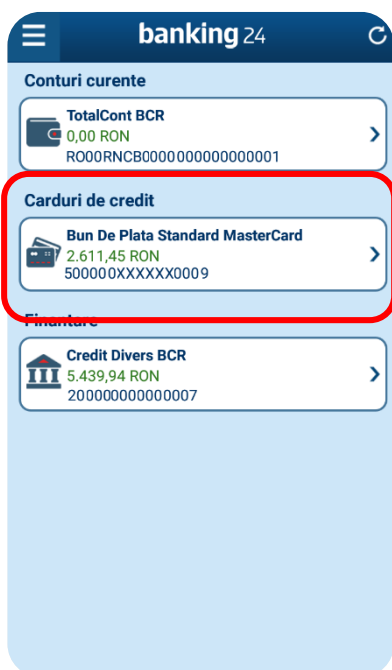 banking 24
Conturi curente
TotalCont BCR
0,00 RON
RO00RNCB0000000000000001
Carduri de credit
Bun De Plata Standard MasterCard
2.611,45 RON
500000XXXXXX0009
Finantare
Credit Divers BCR
5.439,94 RON
200000000000007